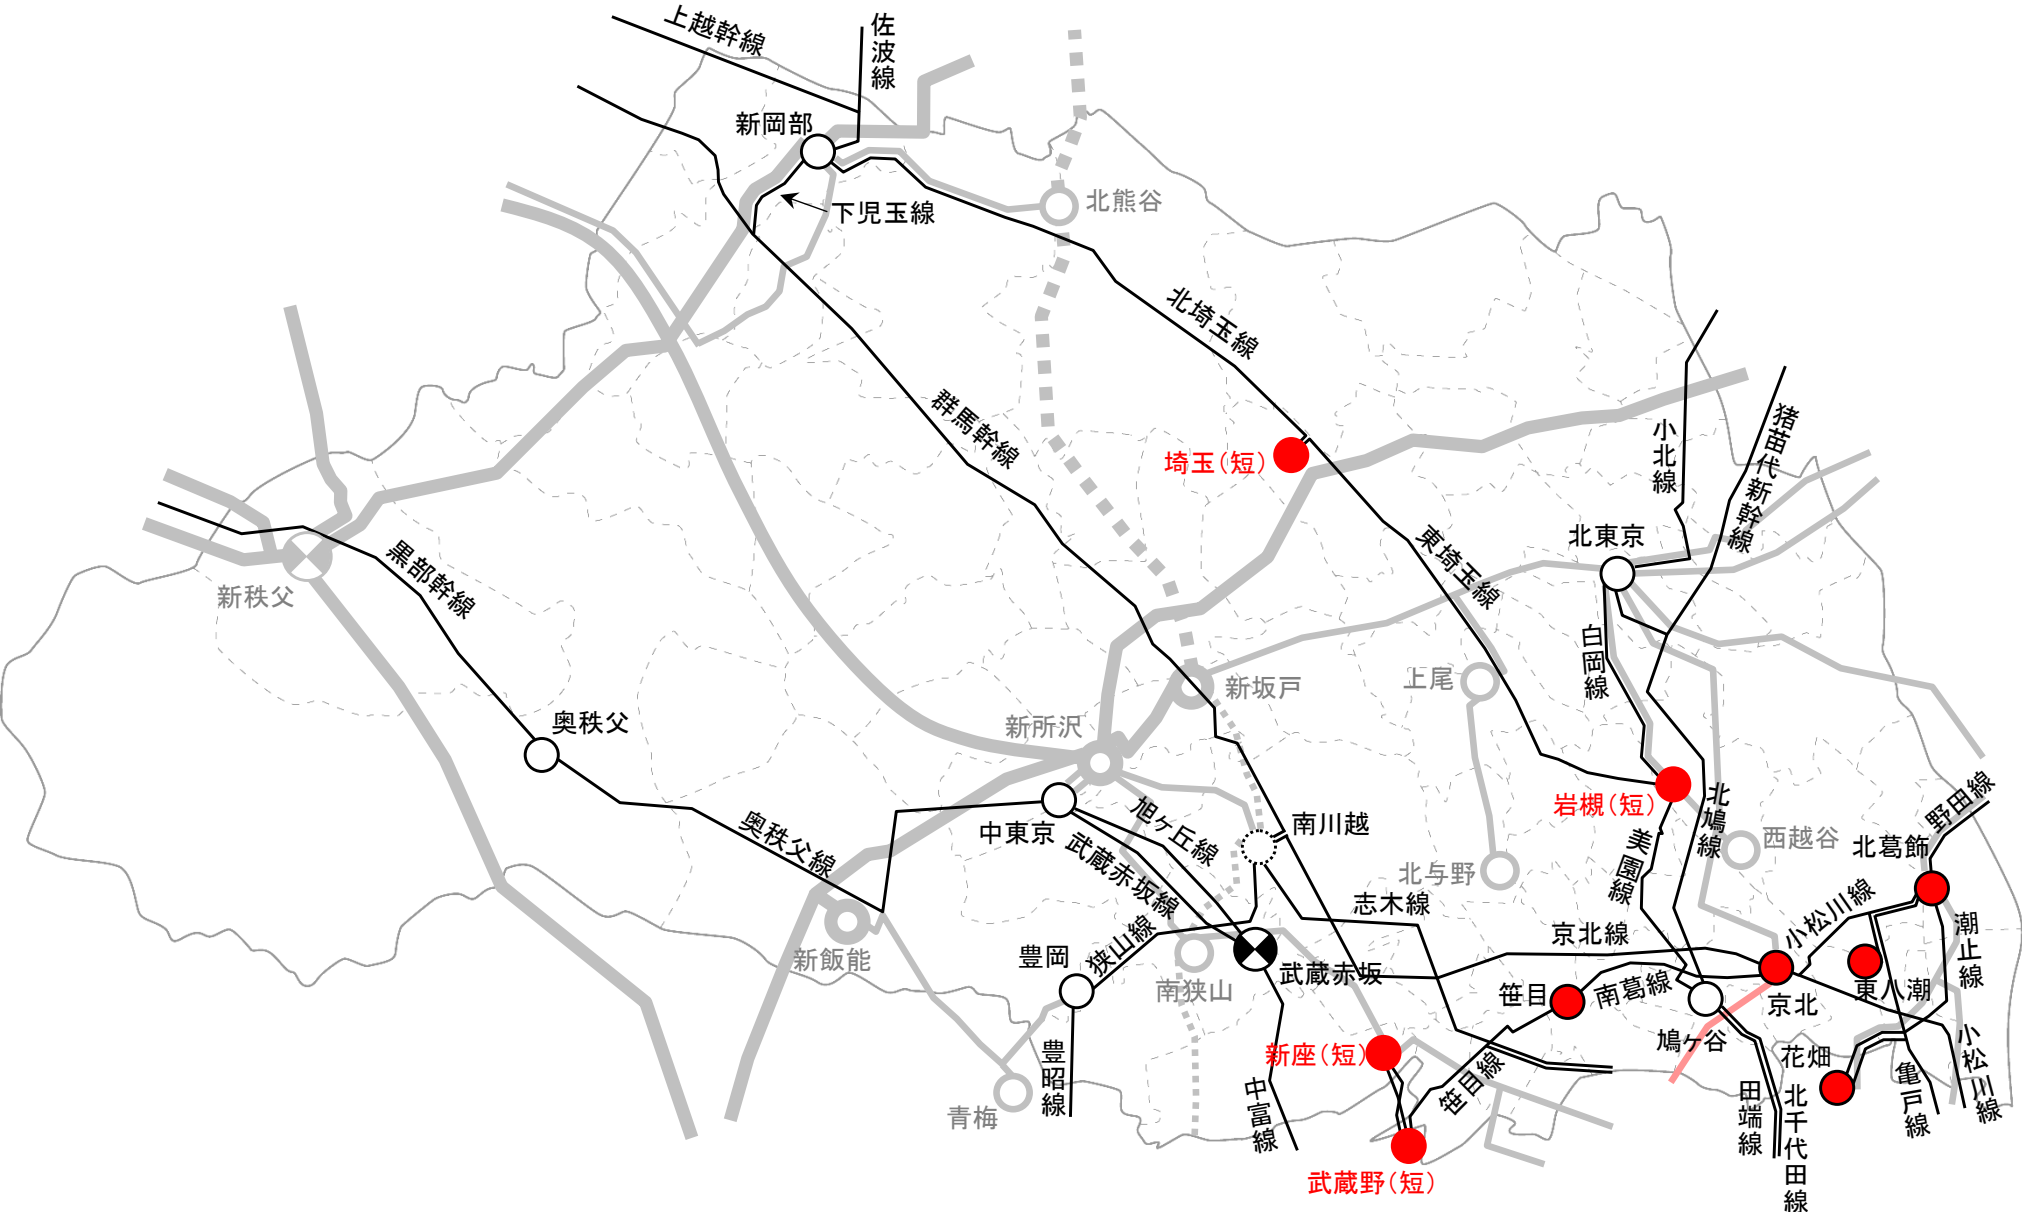 上越幹線
佐波線
新岡部
下児玉線
北熊谷
北埼玉線
群馬幹線
埼玉(短)
小北線
猪苗代新幹線
北東京
東埼玉線
黒部幹線
新秩父
白岡線
上尾
新坂戸
新所沢
奥秩父
奥秩父線
中東京
旭ヶ丘線
武蔵赤坂線
南川越
岩槻(短)
北鳩線
美園線
西越谷
野田線
北葛飾
北与野
志木線
京北線
小松川線
潮止線
新飯能
豊岡
狭山線
南狭山
武蔵赤坂
笹目
南葛線
京北
東八潮
鳩ヶ谷
花畑
小松川線
新座(短)
豊昭線
青梅
中富線
笹目線
田端線
北千代田線
亀戸線
武蔵野(短)